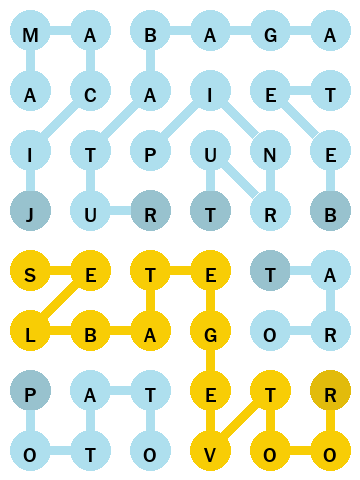 M A B A G A
A C A I E T
I T P U N E
J U R T R B
S E T E T A
L B A G O R
P A T E T R
O T O V O O